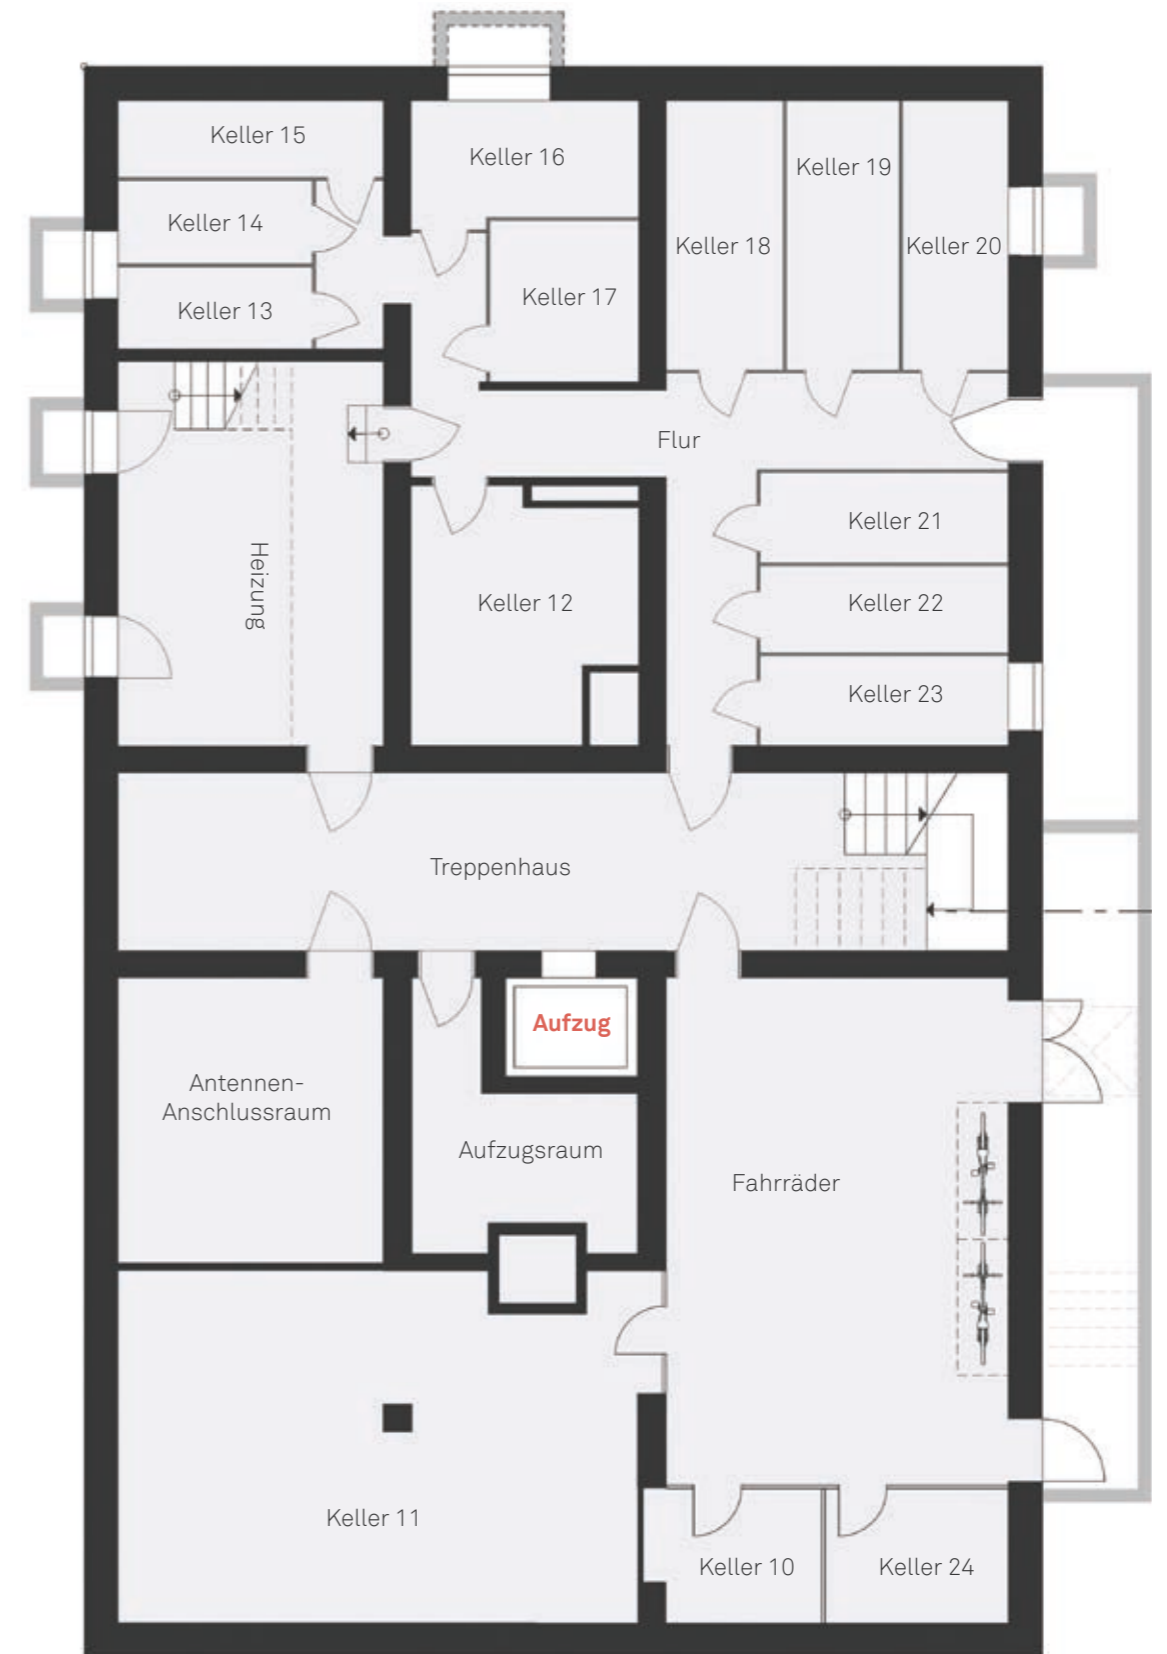 Keller 15
Keller 16
Keller 19
Keller 14
Keller 18
Keller 20
Keller 17
Keller 13
Flur
Keller 21
Heizung
Keller 12
Keller 22
Keller 23
Treppenhaus
Aufzug
Antennen-
Anschlussraum
Aufzugsraum
Fahrräder
Keller 11
Keller 10
Keller 24